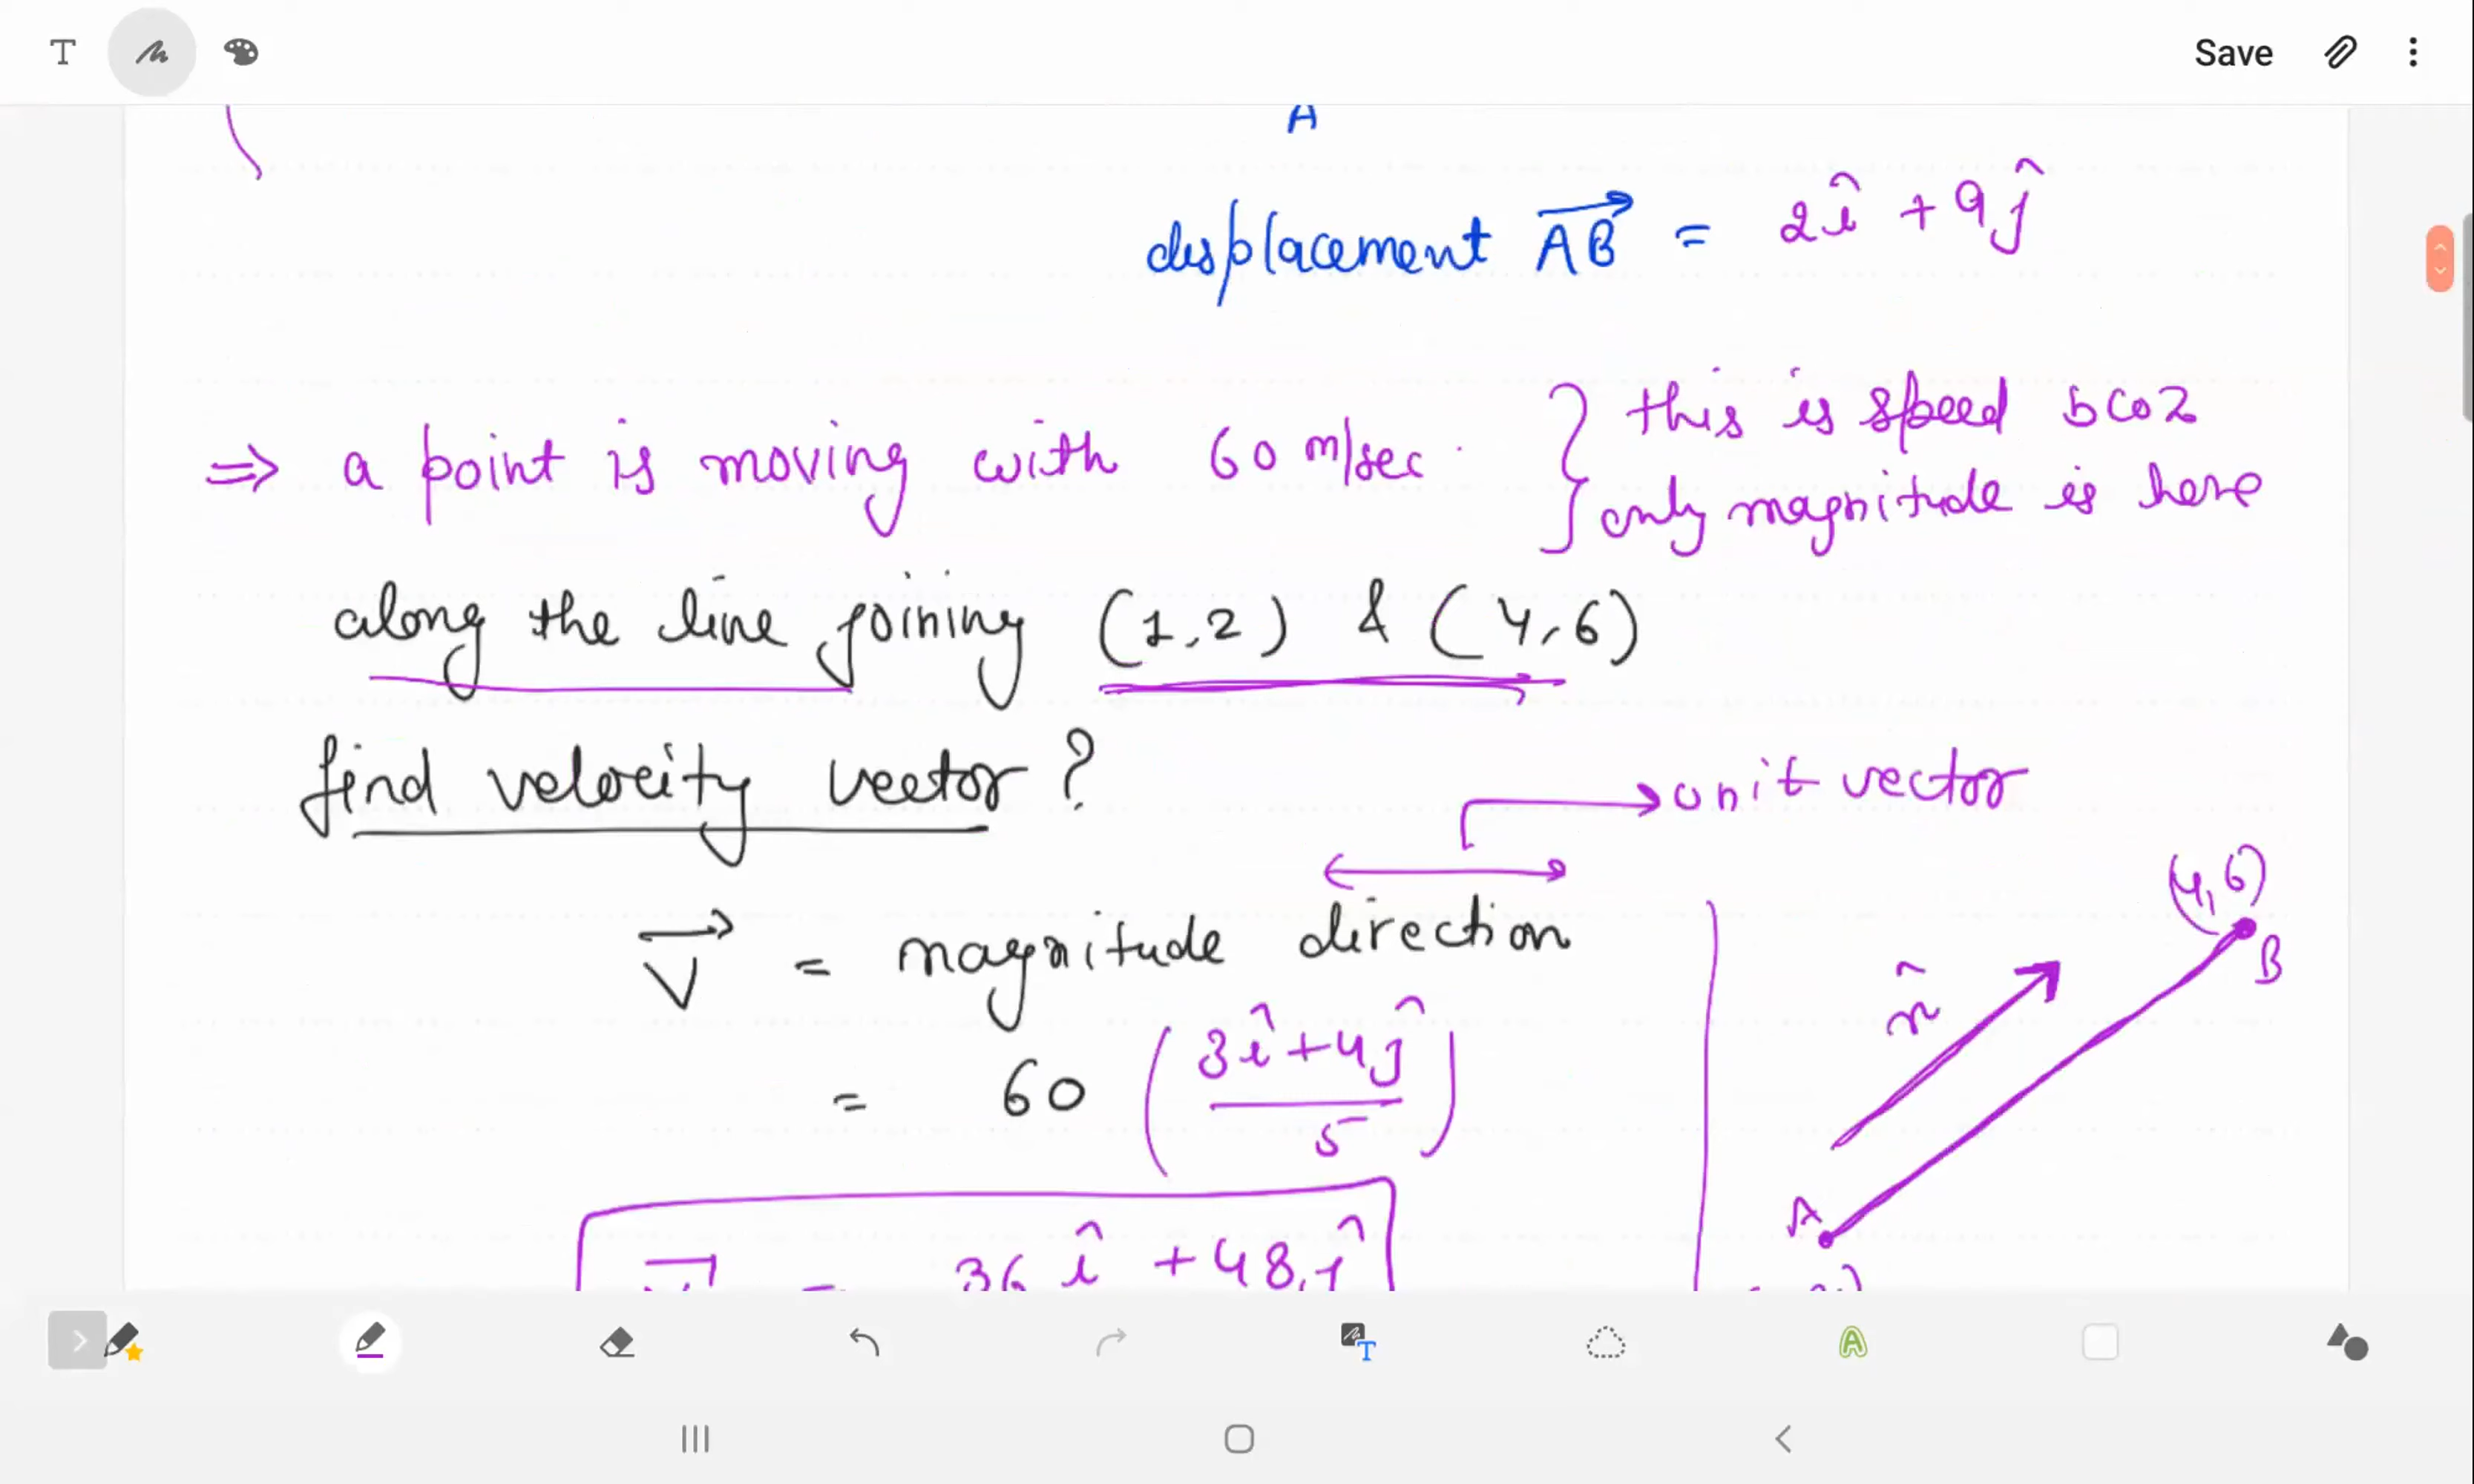 T
Save
A
displacement AB = 2î + 9ĵ
⇒ a point is moving with 60 m/sec. } this is speed bcoz
only magnitude is here
along the line joining (1,2) & (4,6)
find velocity vector?
unit vector
V = magnitude direction
(4,6)
B
n̂
= 60 (3î+4ĵ / 5)
A
= 36 î + 48 ĵ
T
A